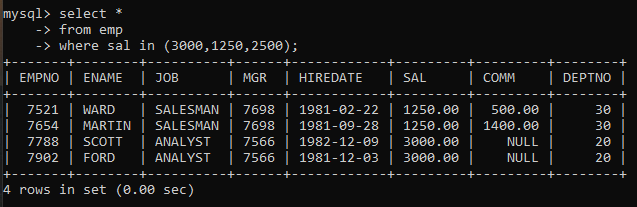 mysql> select *
    -> from emp
    -> where sal in (3000,1250,2500);
+-------+--------+----------+------+------------+---------+---------+--------+
| EMPNO | ENAME  | JOB      | MGR  | HIREDATE   | SAL     | COMM    | DEPTNO |
+-------+--------+----------+------+------------+---------+---------+--------+
|  7521 | WARD   | SALESMAN | 7698 | 1981-02-22 | 1250.00 |  500.00 |     30 |
|  7654 | MARTIN | SALESMAN | 7698 | 1981-09-28 | 1250.00 | 1400.00 |     30 |
|  7788 | SCOTT  | ANALYST  | 7566 | 1982-12-09 | 3000.00 |    NULL |     20 |
|  7902 | FORD   | ANALYST  | 7566 | 1981-12-03 | 3000.00 |    NULL |     20 |
+-------+--------+----------+------+------------+---------+---------+--------+
4 rows in set (0.00 sec)